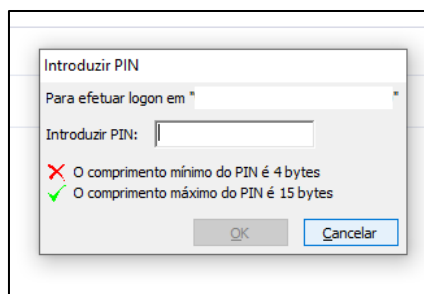 Introduzir PIN
Para efetuar logon em " "
Introduzir PIN:
O comprimento mínimo do PIN é 4 bytes
O comprimento máximo do PIN é 15 bytes
OK Cancelar